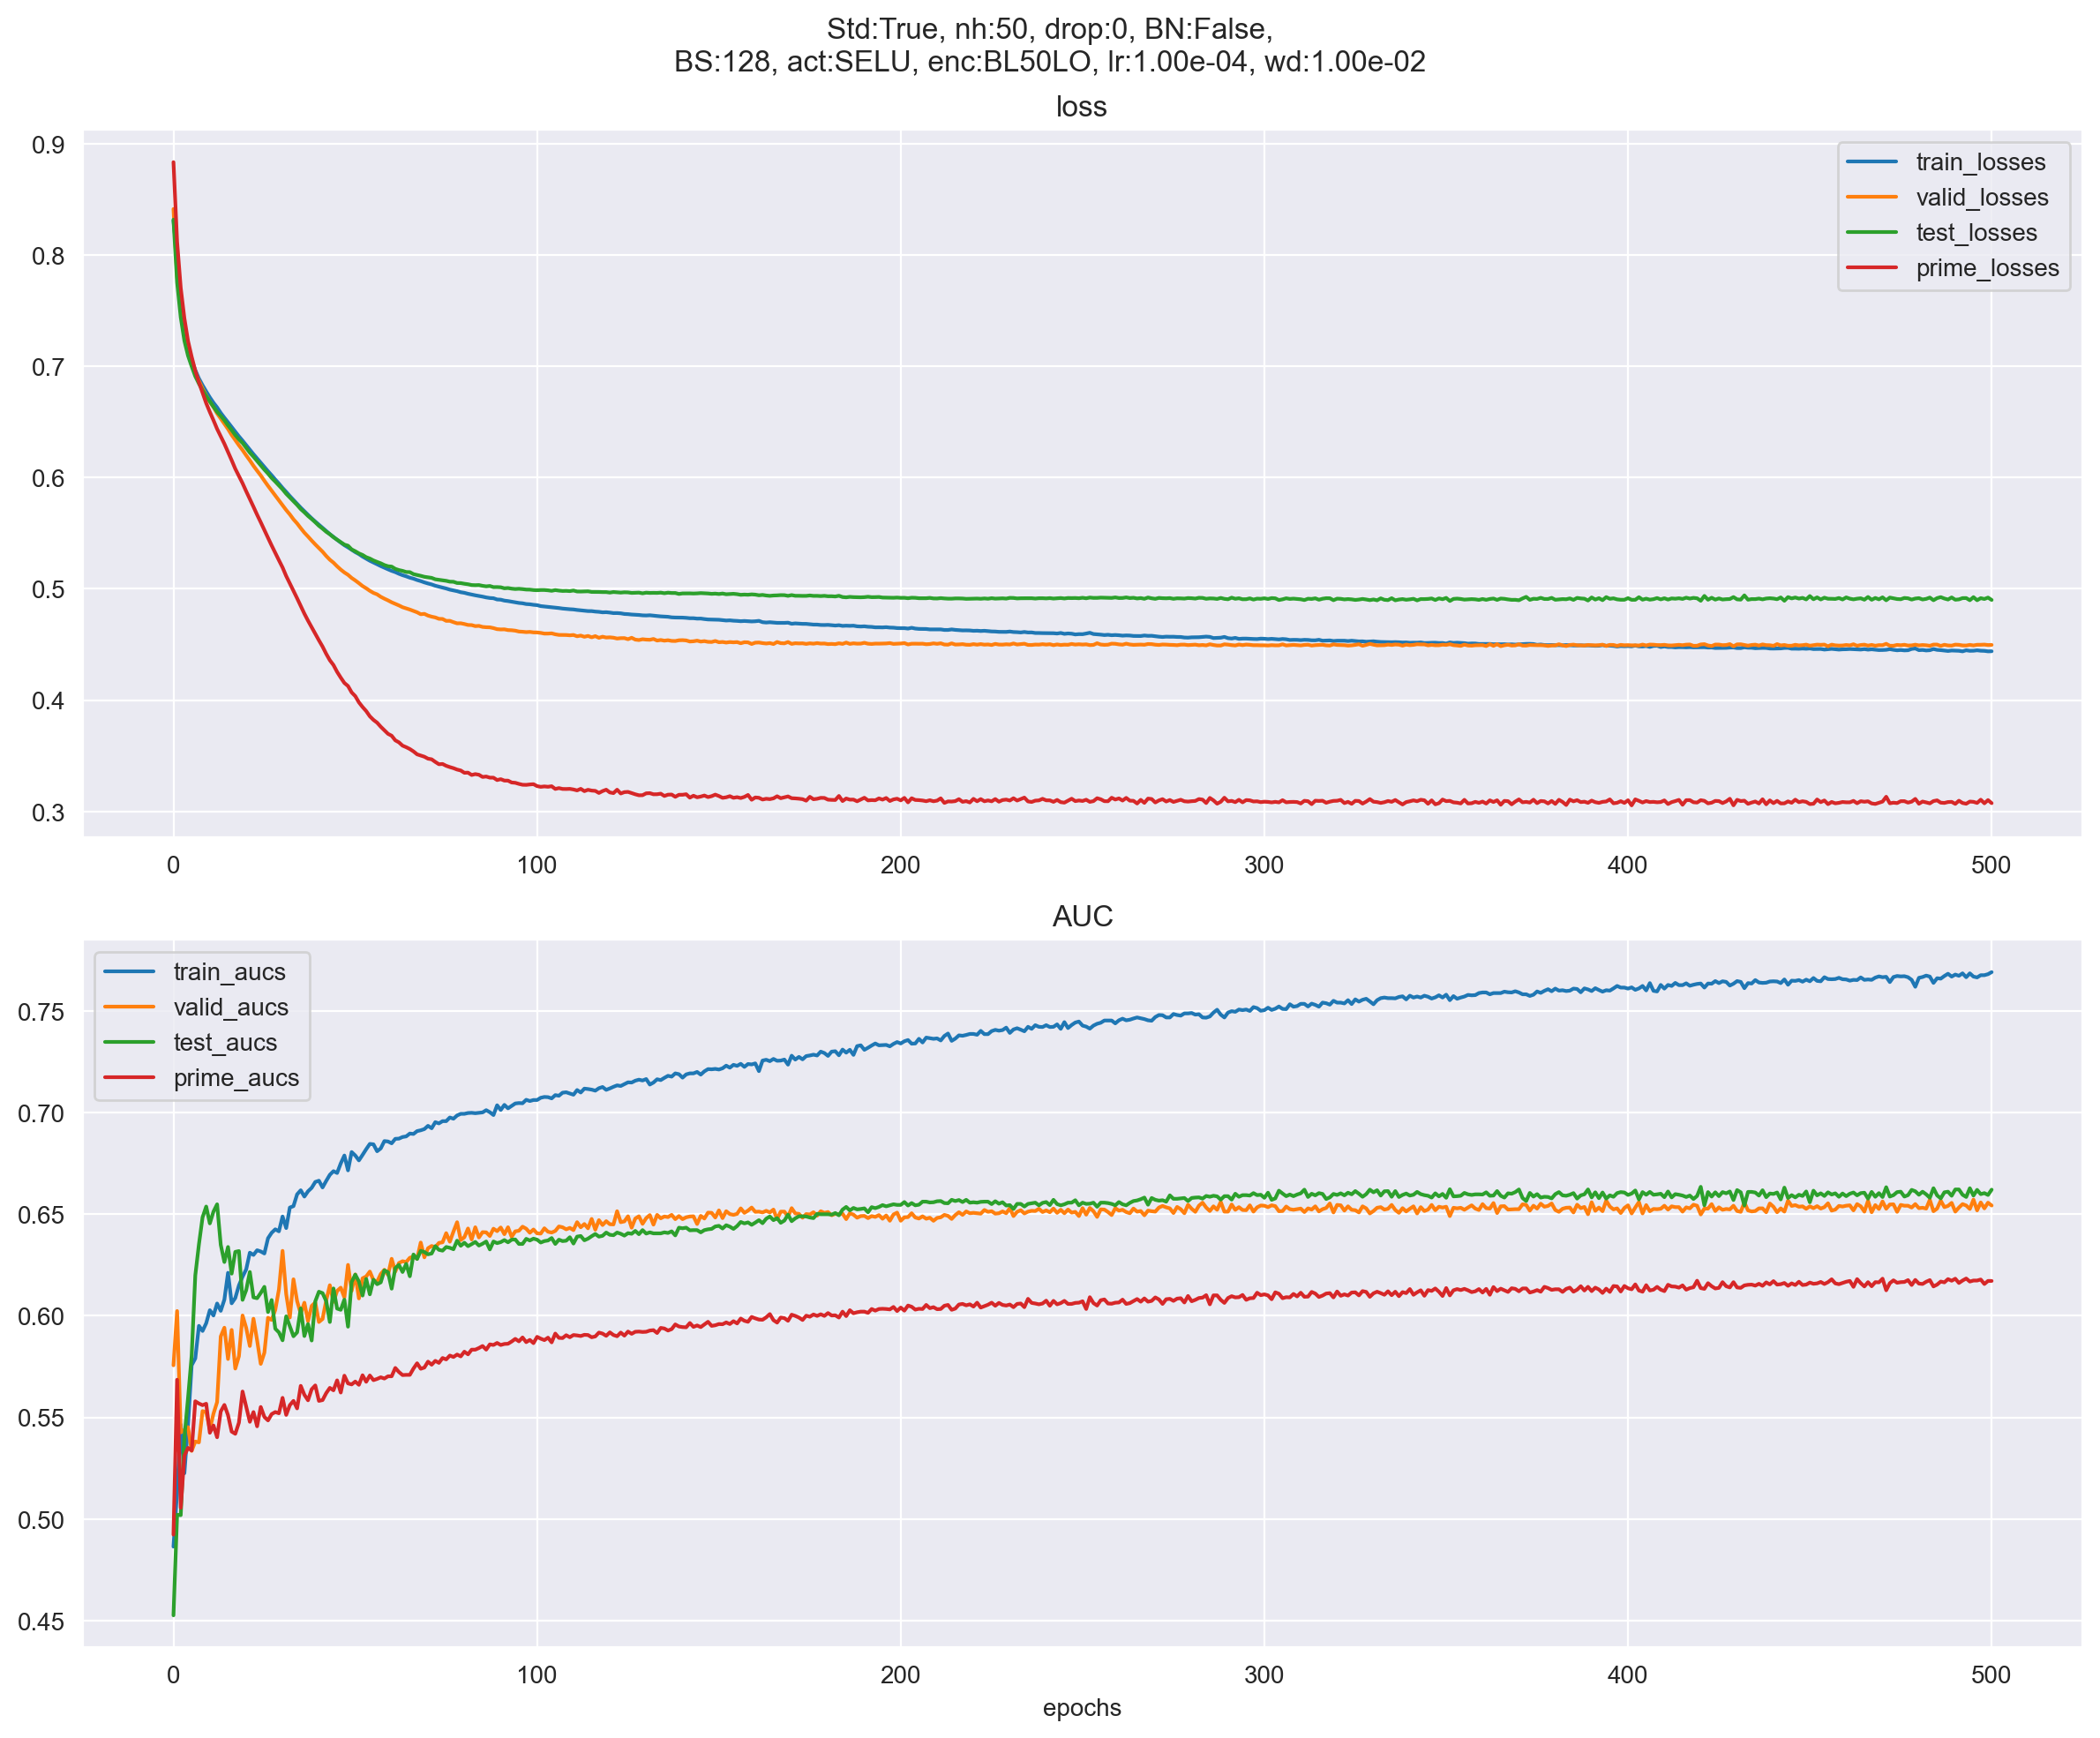 Std:True, nh:50, drop:0, BN:False,
BS:128, act:SELU, enc:BL50LO, lr:1.00e-04, wd:1.00e-02
loss
0.9
0.8
0.7
0.6
0.5
0.4
0.3
train_losses
valid_losses
test_losses
prime_losses
0 100 200 300 400 500
AUC
train_aucs
valid_aucs
test_aucs
prime_aucs
0.75
0.70
0.65
0.60
0.55
0.50
0.45
0 100 200 300 400 500
epochs